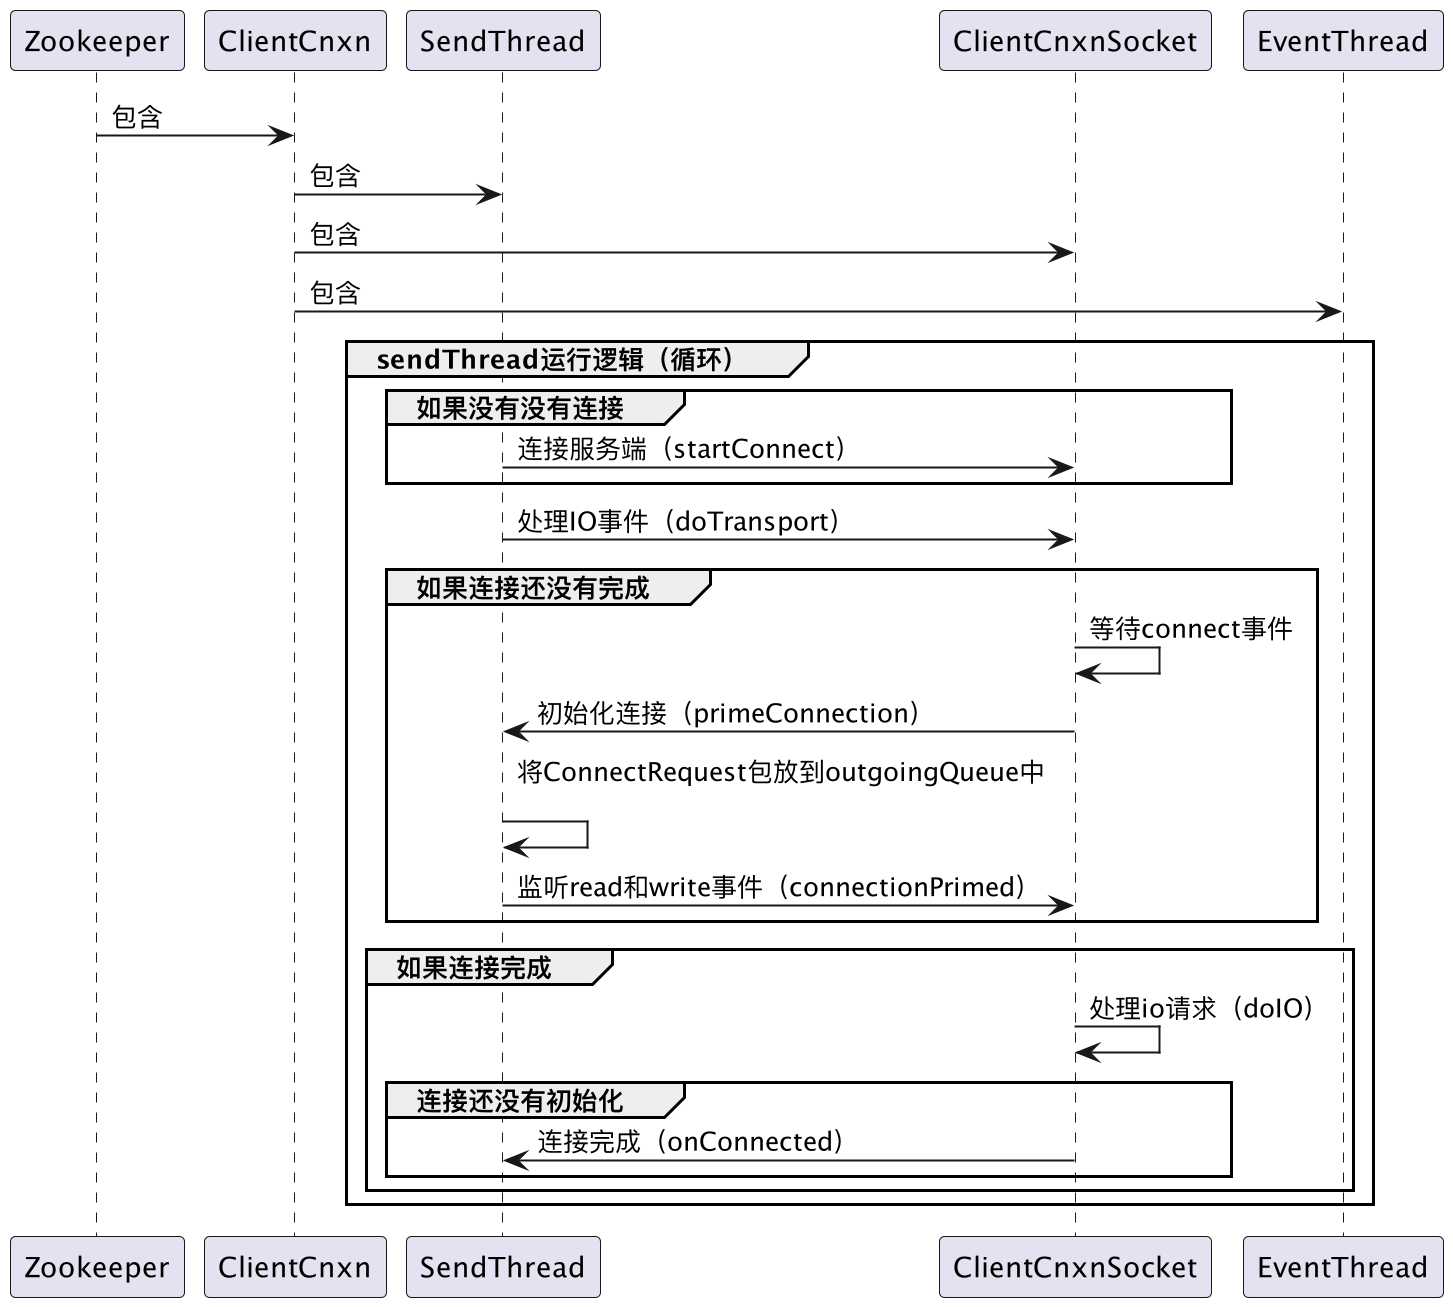 Zookeeper
ClientCnxn
SendThread
ClientCnxnSocket
EventThread
包含
包含
包含
包含
sendThread运行逻辑（循环）
如果没有没有连接
连接服务端（startConnect）
处理IO事件（doTransport）
如果连接还没有完成
等待connect事件
初始化连接（primeConnection）
将ConnectRequest包放到outgoingQueue中
监听read和write事件（connectionPrimed）
如果连接完成
处理io请求（doIO）
连接还没有初始化
连接完成（onConnected）
Zookeeper
ClientCnxn
SendThread
ClientCnxnSocket
EventThread